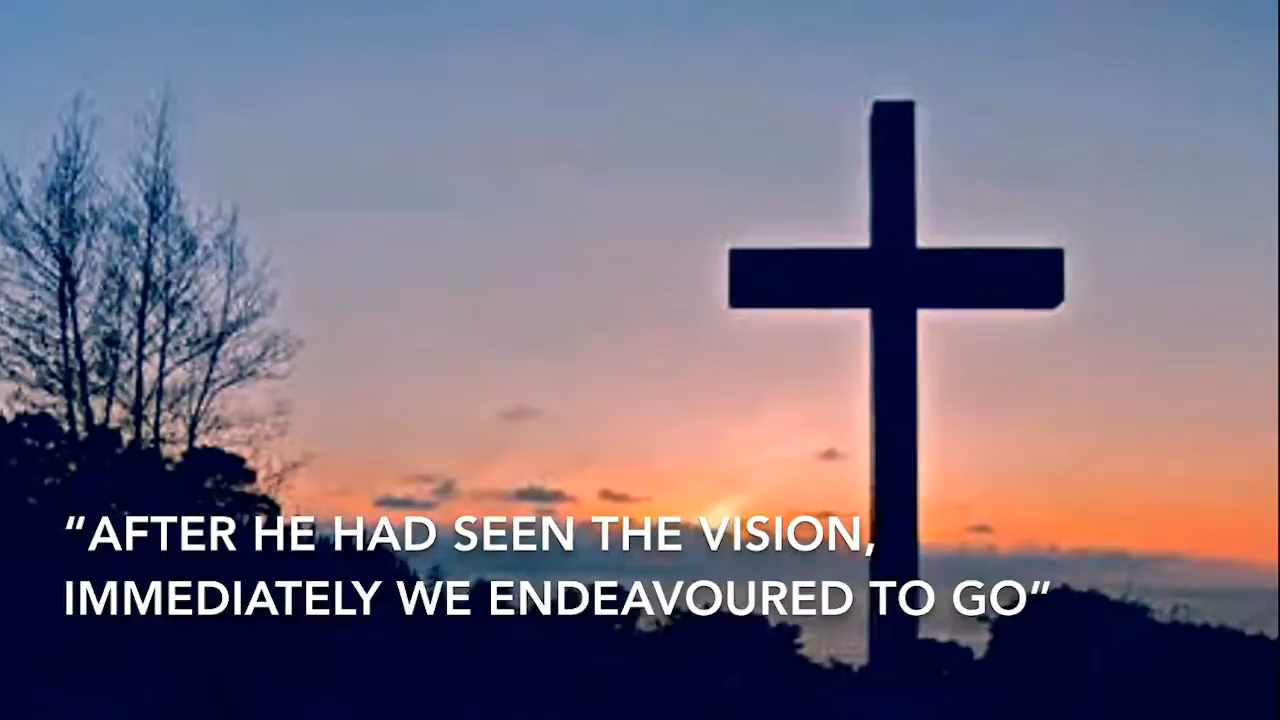 “AFTER HE HAD SEEN THE VISION,
IMMEDIATELY WE ENDEAVOURED TO GO”